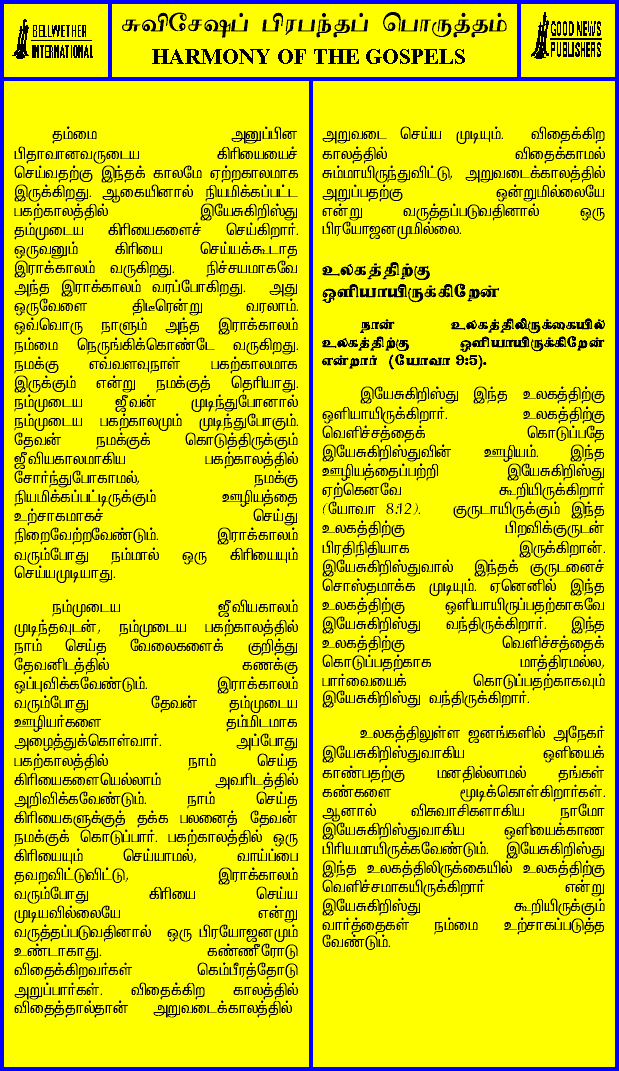 BELLWETHER
INTERNATIONAL
சுவிசேஷப் பிரபந்தப் பொருத்தம்
HARMONY OF THE GOSPELS
GOOD NEWS
PUBLISHERS
தம்மை அனுப்பின
பிதாவானவருடைய கிரியையைச்
செய்வதற்கு இந்தக் காலமே ஏற்றகாலமாக
இருக்கிறது. ஆகையினால் நியமிக்கப்பட்ட
பகற்காலத்தில் இயேசுகிறிஸ்து
தம்முடைய கிரியைகளைச் செய்கிறார்.
ஒருவனும் கிரியை செய்யக்கூடாத
இராக்காலம் வருகிறது. நிச்சயமாகவே
அந்த இராக்காலம் வரப்போகிறது. அது
ஒருவேளை திடீரென்று வரலாம்.
ஒவ்வொரு நாளும் அந்த இராக்காலம்
நம்மை நெருங்கிக்கொண்டே வருகிறது.
நமக்கு எவ்வளவுநாள் பகற்காலமாக
இருக்கும் என்று நமக்குத் தெரியாது.
நம்முடைய ஜீவன் முடிந்துபோனால்
நம்முடைய பகற்காலமும் முடிந்துபோகும்.
தேவன் நமக்குக் கொடுத்திருக்கும்
ஜீவியகாலமாகிய பகற்காலத்தில்
சோர்ந்துபோகாமல், நமக்கு
நியமிக்கப்பட்டிருக்கும் ஊழியத்தை
உற்சாகமாகச் செய்து
நிறைவேற்றவேண்டும். இராக்காலம்
வரும்போது நம்மால் ஒரு கிரியையும்
செய்யமுடியாது.
நம்முடைய ஜீவியகாலம்
முடிந்தவுடன், நம்முடைய பகற்காலத்தில்
நாம் செய்த வேலைகளைக் குறித்து
தேவனிடத்தில் கணக்கு
ஒப்புவிக்கவேண்டும். இராக்காலம்
வரும்போது தேவன் தம்முடைய
ஊழியர்களை தம்மிடமாக
அழைத்துக்கொள்வார். அப்போது
பகற்காலத்தில் நாம் செய்த
கிரியைகளையெல்லாம் அவரிடத்தில்
அறிவிக்கவேண்டும். நாம் செய்த
கிரியைகளுக்குத் தக்க பலனைத் தேவன்
நமக்குக் கொடுப்பார். பகற்காலத்தில் ஒரு
கிரியையும் செய்யாமல், வாய்ப்பை
தவறவிட்டுவிட்டு, இராக்காலம்
வரும்போது கிரியை செய்ய
முடியவில்லையே என்று
வருத்தப்படுவதினால் ஒரு பிரயோஜனமும்
உண்டாகாது. கண்ணீரோடு
விதைக்கிறவர்கள் கெம்பீரத்தோடு
அறுப்பார்கள். விதைக்கிற காலத்தில்
விதைத்தால்தான் அறுவடைக்காலத்தில்
அறுவடை செய்ய முடியும். விதைக்கிற
காலத்தில் விதைக்காமல்
சும்மாயிருந்துவிட்டு, அறுவடைக்காலத்தில்
அறுப்பதற்கு ஒன்றுமில்லையே
என்று வருத்தப்படுவதினால் ஒரு
பிரயோஜனமுமில்லை.
உலகத்திற்கு
ஒளியாயிருக்கிறேன்
நான் உலகத்திலிருக்கையில்
உலகத்திற்கு ஒளியாயிருக்கிறேன்
என்றார் (யோவா 9:5).
இயேசுகிறிஸ்து இந்த உலகத்திற்கு
ஒளியாயிருக்கிறார். உலகத்திற்கு
வெளிச்சத்தைக் கொடுப்பதே
இயேசுகிறிஸ்துவின் ஊழியம். இந்த
ஊழியத்தைப்பற்றி இயேசுகிறிஸ்து
ஏற்கெனவே கூறியிருக்கிறார்
(யோவா 8:12). குருடாயிருக்கும் இந்த
உலகத்திற்கு பிறவிக்குருடன்
பிரதிநிதியாக இருக்கிறான்.
இயேசுகிறிஸ்துவால் இந்தக் குருடனைச்
சொஸ்தமாக்க முடியும். ஏனெனில் இந்த
உலகத்திற்கு ஒளியாயிருப்பதற்காகவே
இயேசுகிறிஸ்து வந்திருக்கிறார். இந்த
உலகத்திற்கு வெளிச்சத்தைக்
கொடுப்பதற்காக மாத்திரமல்ல,
பார்வையைக் கொடுப்பதற்காகவும்
இயேசுகிறிஸ்து வந்திருக்கிறார்.
உலகத்திலுள்ள ஜனங்களில் அநேகர்
இயேசுகிறிஸ்துவாகிய ஒளியைக்
காண்பதற்கு மனதில்லாமல் தங்கள்
கண்களை மூடிக்கொள்கிறார்கள்.
ஆனால் விசுவாசிகளாகிய நாமோ
இயேசுகிறிஸ்துவாகிய ஒளியைக்காண
பிரியமாயிருக்கவேண்டும். இயேசுகிறிஸ்து
இந்த உலகத்திலிருக்கையில் உலகத்திற்கு
வெளிச்சமாகயிருக்கிறார் என்று
இயேசுகிறிஸ்து கூறியிருக்கும்
வார்த்தைகள் நம்மை உற்சாகப்படுத்த
வேண்டும்.